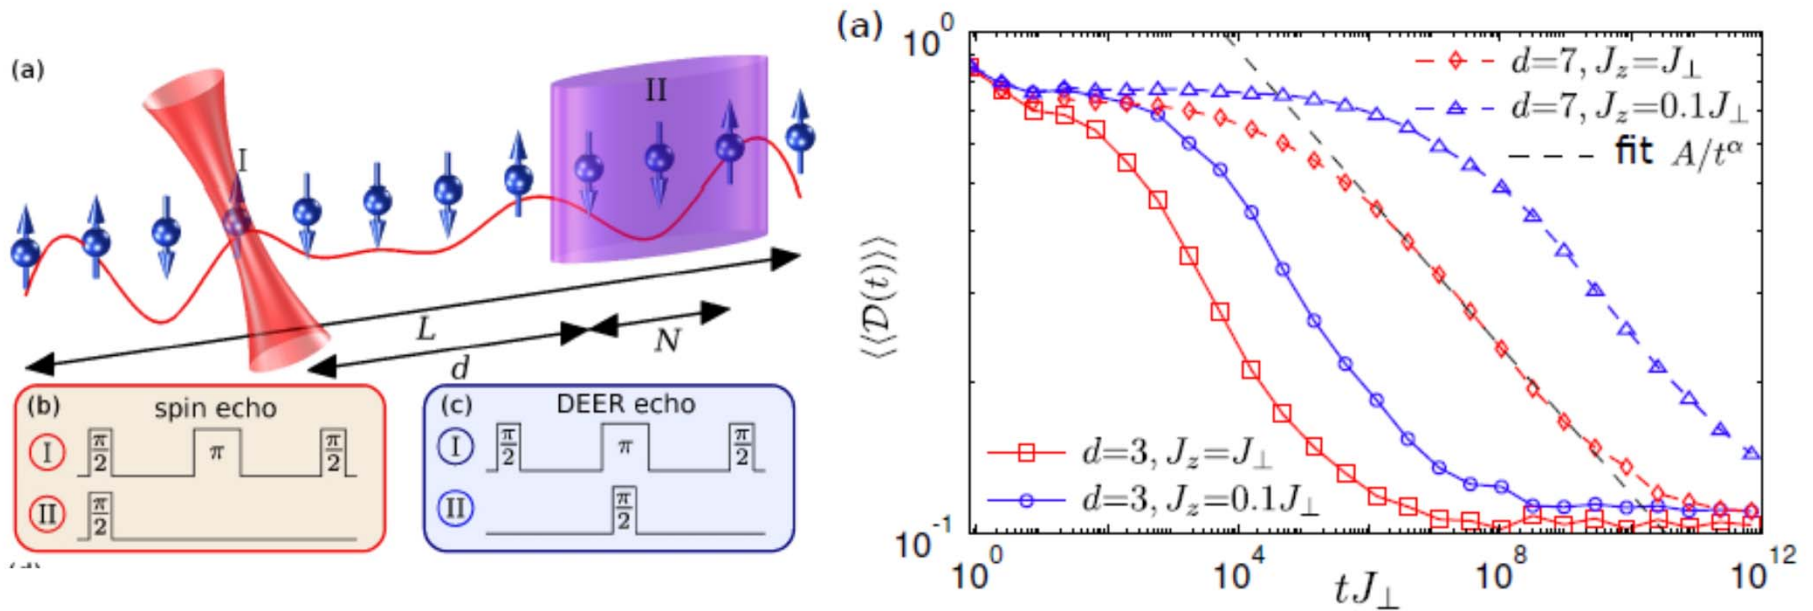 (a)
I
II
L
d
N
(b)
spin echo
I
π/2
π
π/2
II
π/2
(c)
DEER echo
I
π/2
π
π/2
II
π/2
(a)
10^0
10^-1
⟨⟨D(t)⟩⟩
d=7, J_z=J_⊥
d=7, J_z=0.1J_⊥
fit A/t^α
d=3, J_z=J_⊥
d=3, J_z=0.1J_⊥
10^0 10^4 10^8 10^12
tJ_⊥